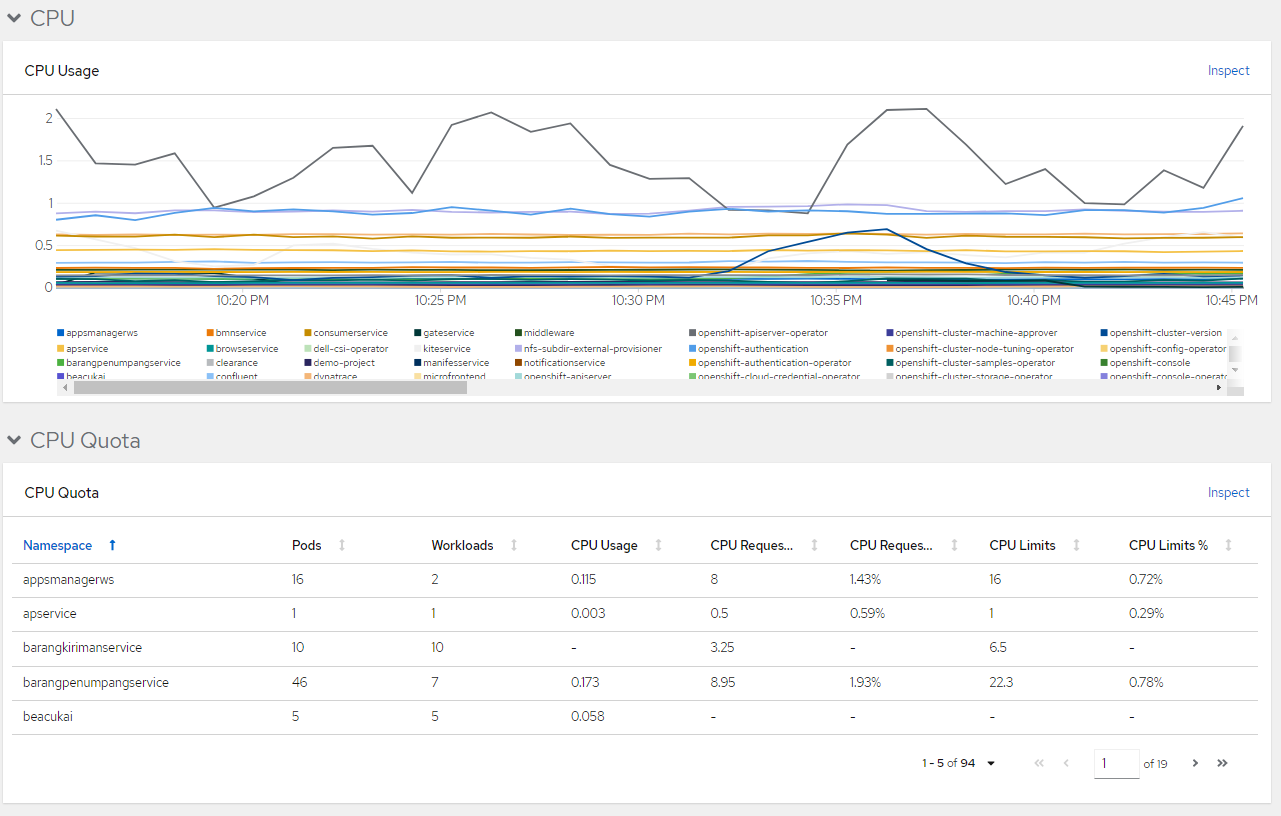 CPU
CPU Usage Inspect
2
1.5
1
0.5
0
10:20 PM 10:25 PM 10:30 PM 10:35 PM 10:40 PM 10:45 PM
appsmanagerws bmnservice consumerservice gateservice middleware openshift-apiserver-operator openshift-cluster-machine-approver openshift-cluster-version
apservice browseservice dell-csi-operator kiteservice nfs-subdir-external-provisioner openshift-authentication openshift-cluster-node-tuning-operator openshift-config-operator
barangpenumpangservice clearance demo-project manifesservice notificationservice openshift-authentication-operator openshift-cluster-samples-operator openshift-console
beacukai confluent dynatrace microfrontend openshift-apiserver openshift-cloud-credential-operator openshift-cluster-storage-operator openshift-console-operato
CPU Quota
CPU Quota Inspect
Namespace Pods Workloads CPU Usage CPU Reques... CPU Reques... CPU Limits CPU Limits %
appsmanagerws 16 2 0.115 8 1.43% 16 0.72%
apservice 1 1 0.003 0.5 0.59% 1 0.29%
barangkirimanservice 10 10 - 3.25 - 6.5 -
barangpenumpangservice 46 7 0.173 8.95 1.93% 22.3 0.78%
beacukai 5 5 0.058 - - - -
1 - 5 of 94 1 of 19